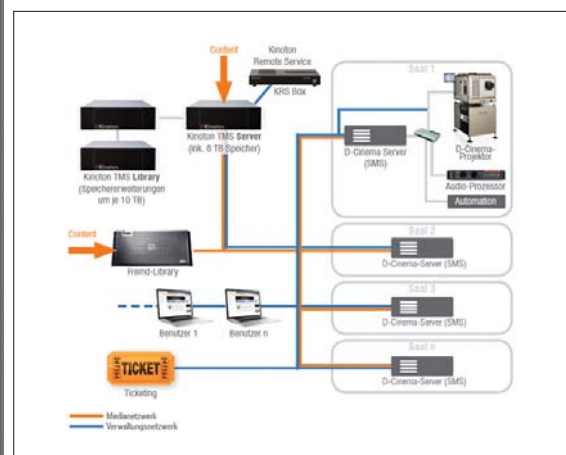 Content
Kinoton
Remote Service
KRS Box
Kinoton TMS Server
(ink. 8 TB Speicher)
Kinoton TMS Library
(Speichererweiterungen
um je 10 TB)
Content
Fremd-Library
Benutzer 1
Benutzer n
TICKET
Ticketing
Saal 1
D-Cinema Server
(SMS)
D-Cinema-
Projektor
Audio-Prozessor
Automation
Saal 2
D-Cinema-Server (SMS)
Saal 3
D-Cinema-Server (SMS)
Saal n
D-Cinema-Server (SMS)
Medianetzwerk
Verwaltungsnetzwerk